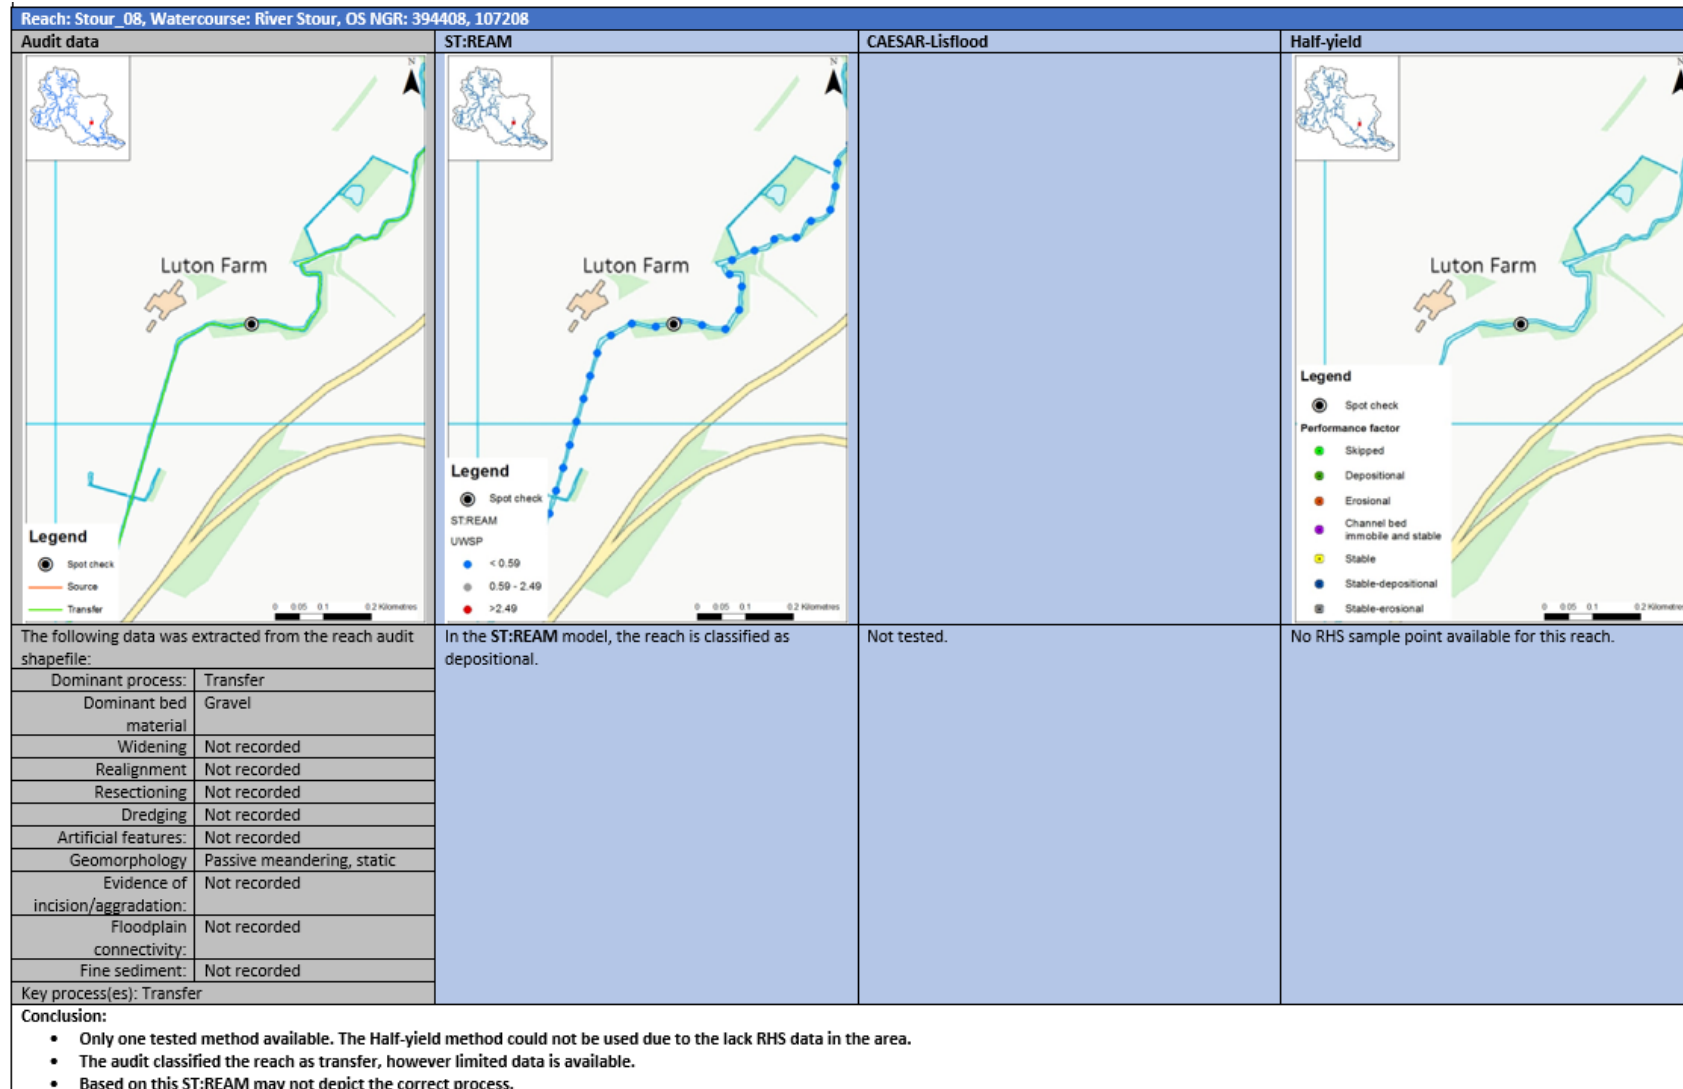 Reach: Stour_08, Watercourse: River Stour, OS NGR: 394408, 107208
Audit data
ST:REAM
CAESAR-Lisflood
Half-yield
N
Luton Farm
Legend
Spot check
Source
Transfer
0 0.05 0.1 0.2 Kilometres
N
Luton Farm
Legend
Spot check
ST:REAM
UWSP
< 0.59
0.59 - 2.49
>2.49
0 0.05 0.1 0.2 Kilometres
N
Luton Farm
Legend
Spot check
Performance factor
Skipped
Depositional
Erosional
Channel bed
immobile and stable
Stable
Stable-depositional
Stable-erosional
0 0.05 0.1 0.2 Kilometres
The following data was extracted from the reach audit
shapefile:
Dominant process: Transfer
Dominant bed Gravel
material
Widening Not recorded
Realignment Not recorded
Resectioning Not recorded
Dredging Not recorded
Artificial features: Not recorded
Geomorphology Passive meandering, static
Evidence of Not recorded
incision/aggradation:
Floodplain Not recorded
connectivity:
Fine sediment: Not recorded
Key process(es): Transfer
In the ST:REAM model, the reach is classified as
depositional.
Not tested.
No RHS sample point available for this reach.
Conclusion:
• Only one tested method available. The Half-yield method could not be used due to the lack RHS data in the area.
• The audit classified the reach as transfer, however limited data is available.
• Based on this ST:REAM may not depict the correct process.